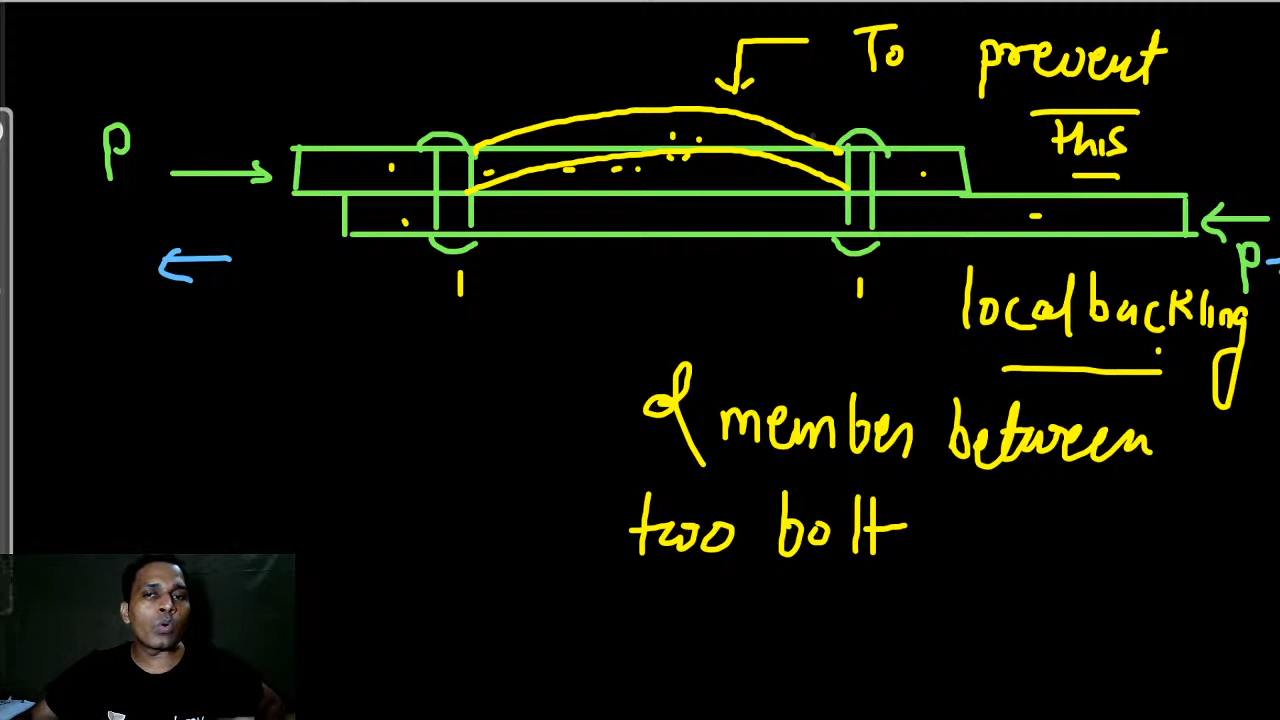 To prevent
this
P
P
1 1
local buckling
of member between
two bolt